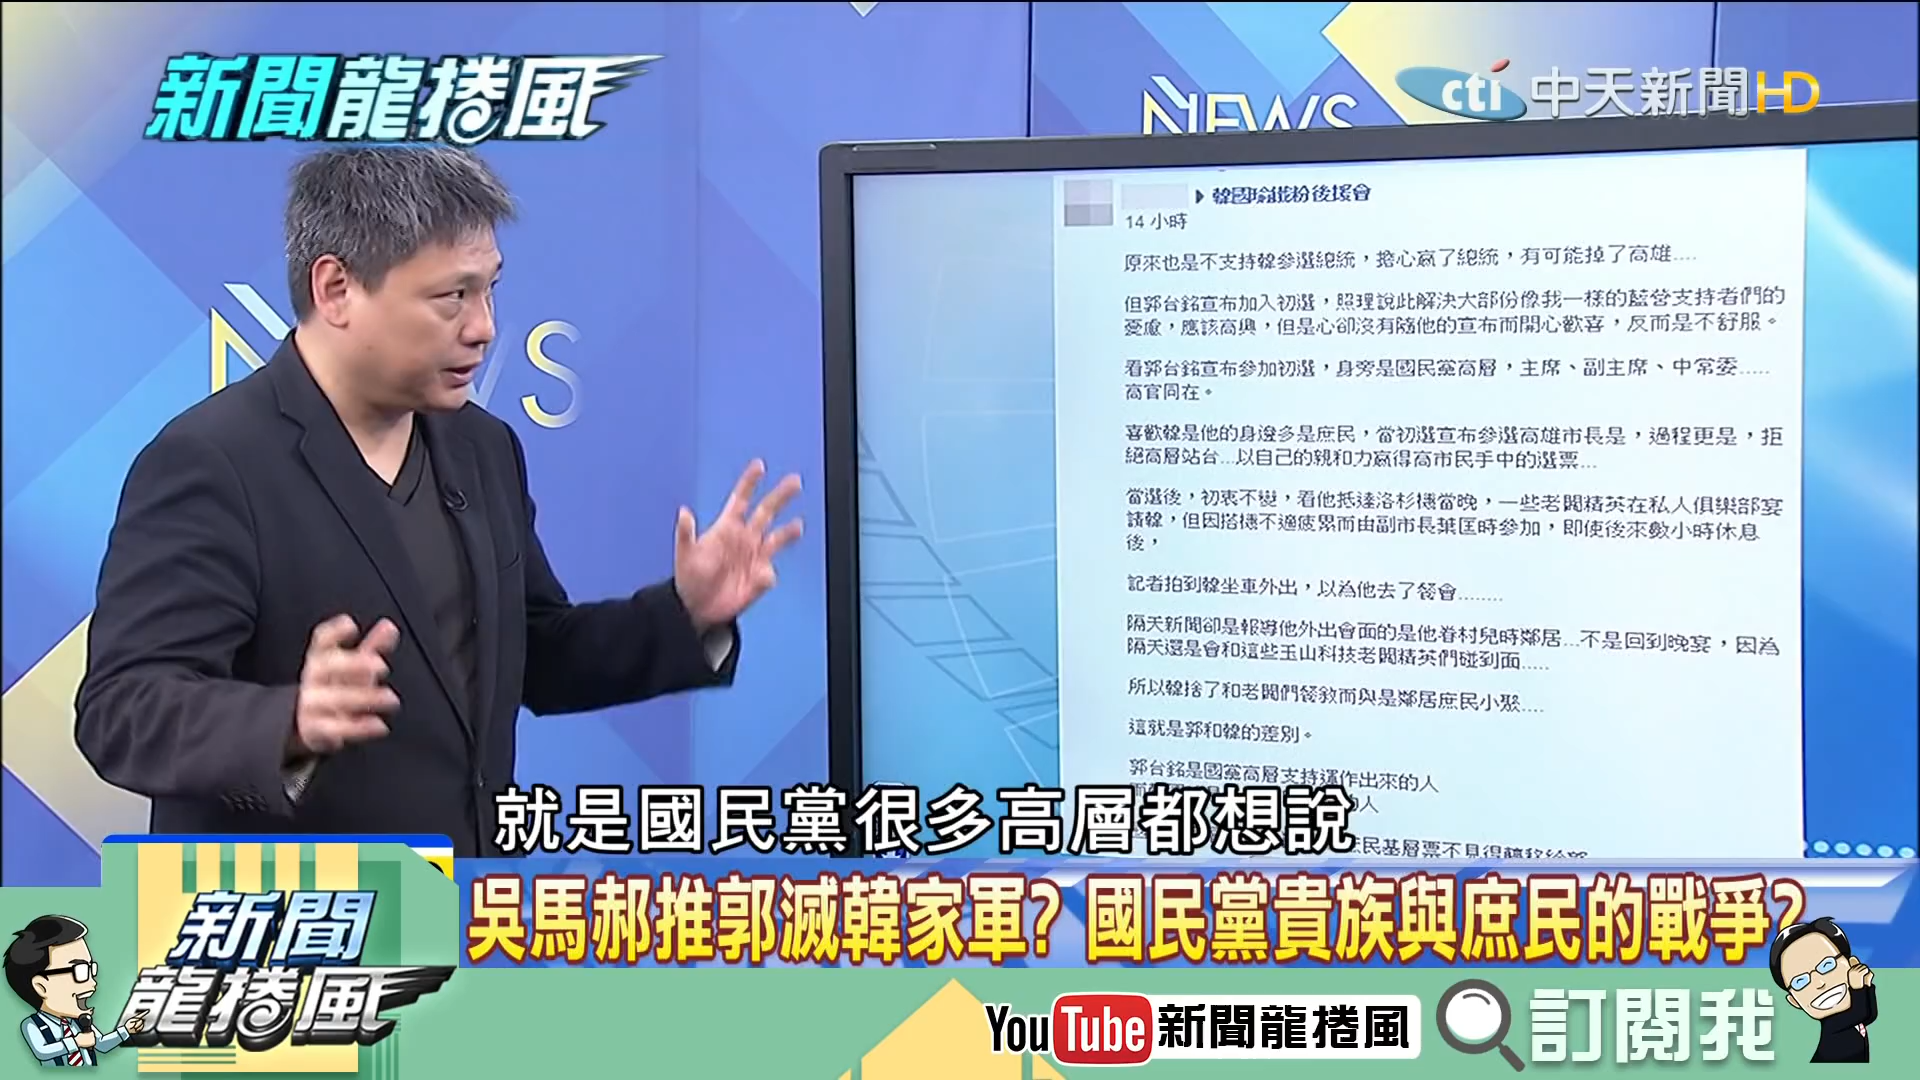 新聞龍捲風
cti 中天新聞HD
NEWS
NEWS
韓國瑜鐵粉後援會
14 小時
原來也是不支持韓參選總統，擔心贏了總統，有可能掉了高雄....
但郭台銘宣布加入初選，照理說此解決大部份像我一樣的藍營支持者們的
憂慮，應該高興，但是心卻沒有隨他的宣布而開心歡喜，反而是不舒服。
看郭台銘宣布參加初選，身旁是國民黨高層，主席、副主席、中常委.....
高官同在。
喜歡韓是他的身邊多是庶民，當初選宣布參選高雄市長是，過程更是，拒
絕高層站台...以自己的親和力贏得高市民手中的選票...
當選後，初衷不變，看他抵達洛杉機當晚，一些老闆精英在私人俱樂部宴
請韓，但因搭機不適疲累而由副市長葉匡時參加，即使後來數小時休息
後，
記者拍到韓坐車外出，以為他去了餐會........
隔天新聞卻是報導他外出會面的是他眷村兒時鄰居...不是回到晚宴，因為
隔天還是會和這些玉山科技老闆精英們碰到面.....
所以韓捨了和老闆們餐敘而與是鄰居庶民小聚....
這就是郭和韓的差別。
郭台銘是國黨高層支持運作出來的人
的人
庶民基層票不見得轉移給郭
就是國民黨很多高層都想說
吳馬郝推郭滅韓家軍? 國民黨貴族與庶民的戰爭?
新聞
龍捲風
YouTube 新聞龍捲風
訂閱我